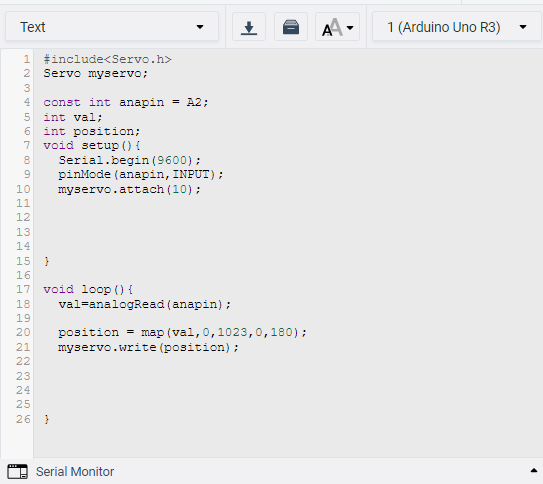 Text
1 (Arduino Uno R3)
1 #include<Servo.h>
2 Servo myservo;
3
4 const int anapin = A2;
5 int val;
6 int position;
7 void setup(){
8   Serial.begin(9600);
9   pinMode(anapin,INPUT);
10   myservo.attach(10);
11
12
13
14
15 }
16
17 void loop(){
18   val=analogRead(anapin);
19
20   position = map(val,0,1023,0,180);
21   myservo.write(position);
22
23
24
25
26 }
Serial Monitor